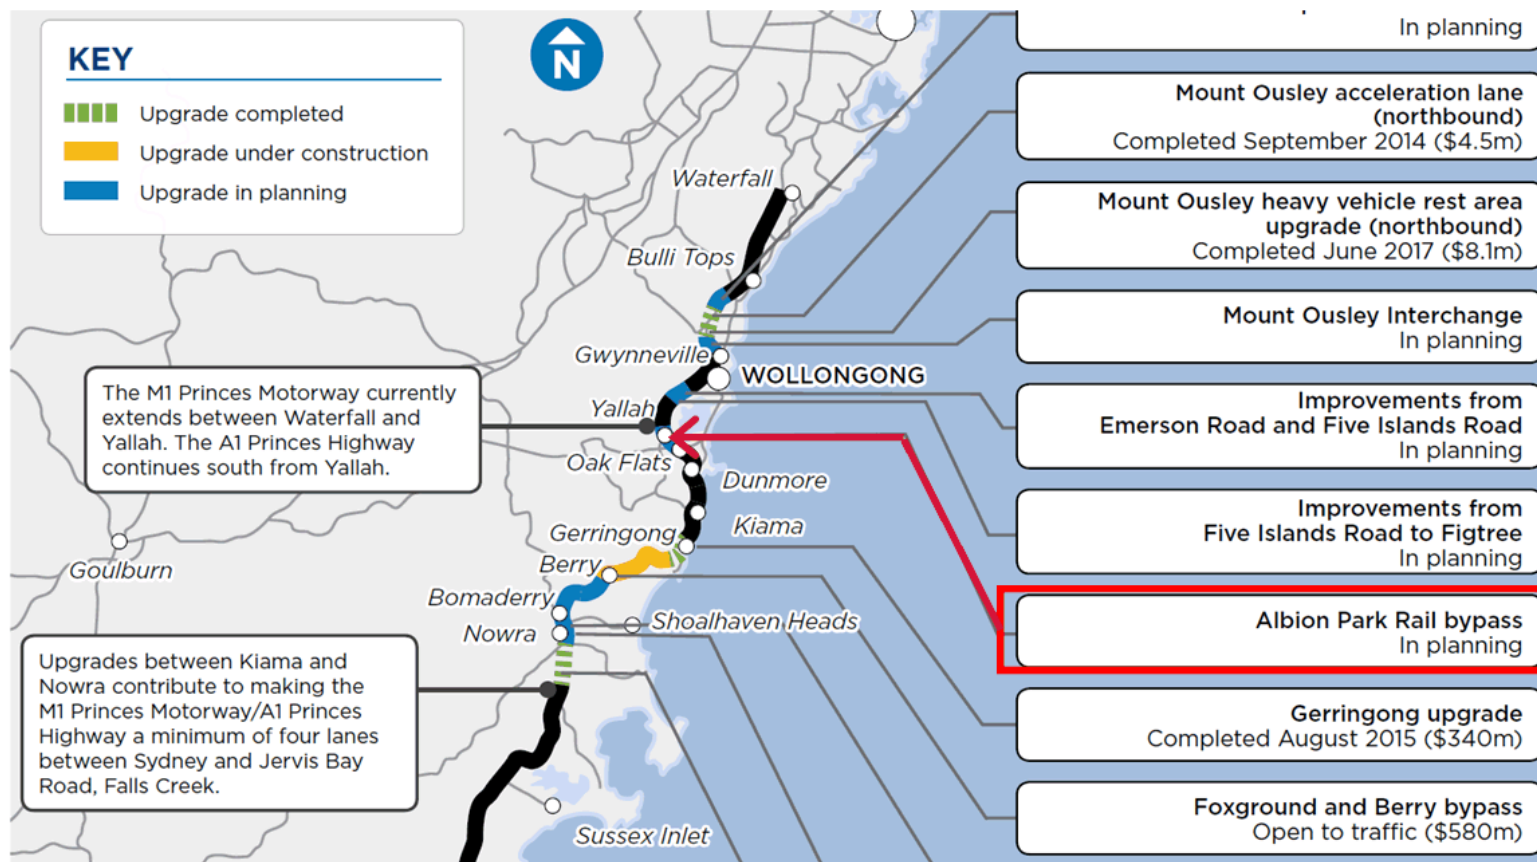 KEY
Upgrade completed
Upgrade under construction
Upgrade in planning
N
Waterfall
Bulli Tops
Gwynneville
WOLLONGONG
Yallah
Oak Flats
Dunmore
Kiama
Gerringong
Berry
Bomaderry
Nowra
Shoalhaven Heads
Goulburn
Sussex Inlet
The M1 Princes Motorway currently
extends between Waterfall and
Yallah. The A1 Princes Highway
continues south from Yallah.
Upgrades between Kiama and
Nowra contribute to making the
M1 Princes Motorway/A1 Princes
Highway a minimum of four lanes
between Sydney and Jervis Bay
Road, Falls Creek.
In planning
Mount Ousley acceleration lane
(northbound)
Completed September 2014 ($4.5m)
Mount Ousley heavy vehicle rest area
upgrade (northbound)
Completed June 2017 ($8.1m)
Mount Ousley Interchange
In planning
Improvements from
Emerson Road and Five Islands Road
In planning
Improvements from
Five Islands Road to Figtree
In planning
Albion Park Rail bypass
In planning
Gerringong upgrade
Completed August 2015 ($340m)
Foxground and Berry bypass
Open to traffic ($580m)